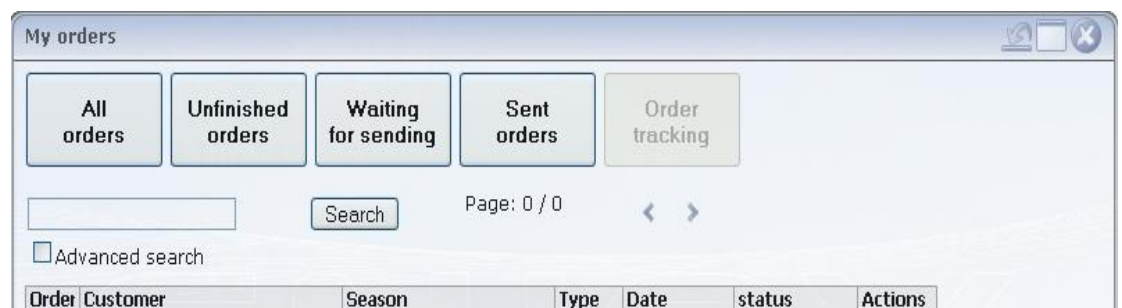 My orders
All orders
Unfinished orders
Waiting for sending
Sent orders
Order tracking
Search
Page: 0 / 0
Advanced search
Order Customer Season Type Date status Actions